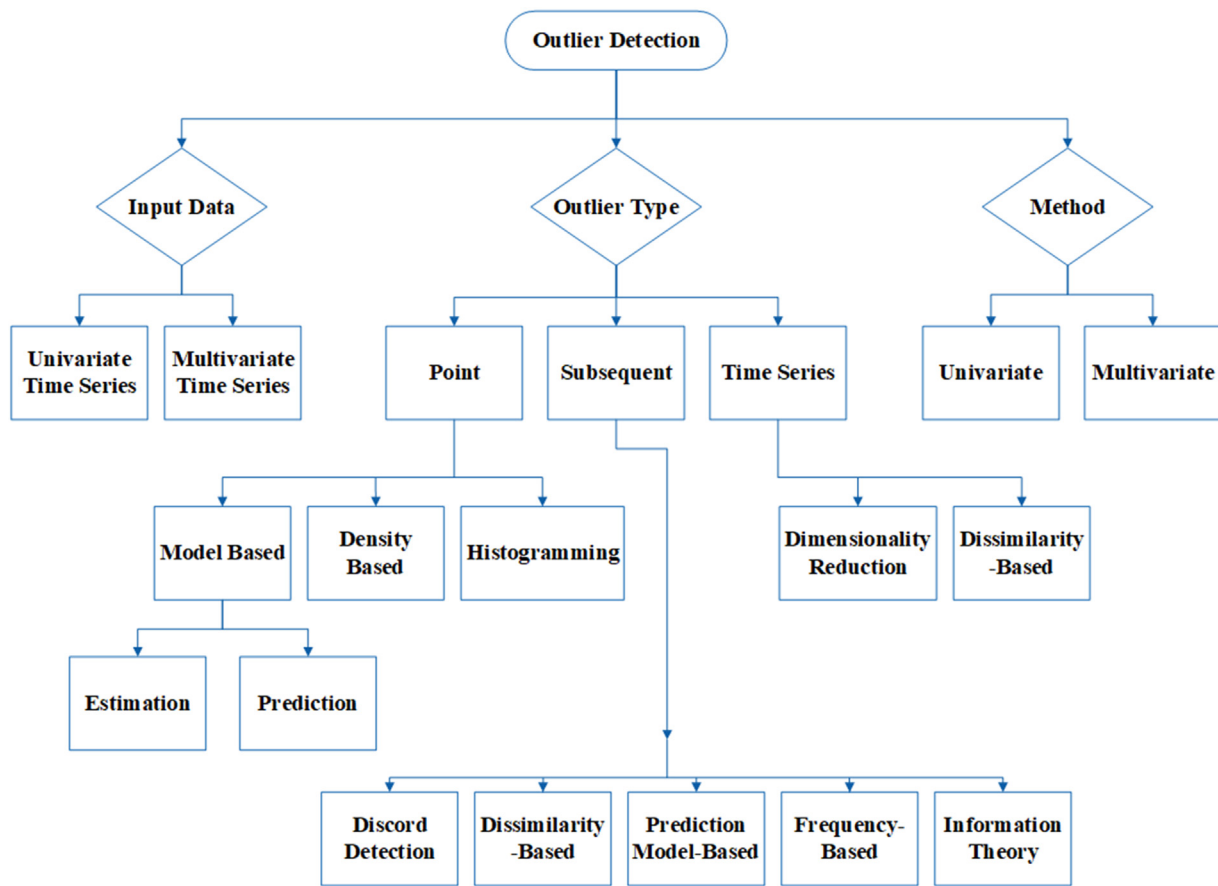 Outlier Detection
Input Data
Outlier Type
Method
Univariate
Time Series
Multivariate
Time Series
Point
Subsequent
Time Series
Univariate
Multivariate
Model Based
Density
Based
Histogramming
Dimensionality
Reduction
Dissimilarity
-Based
Estimation
Prediction
Discord
Detection
Dissimilarity
-Based
Prediction
Model-Based
Frequency-
Based
Information
Theory